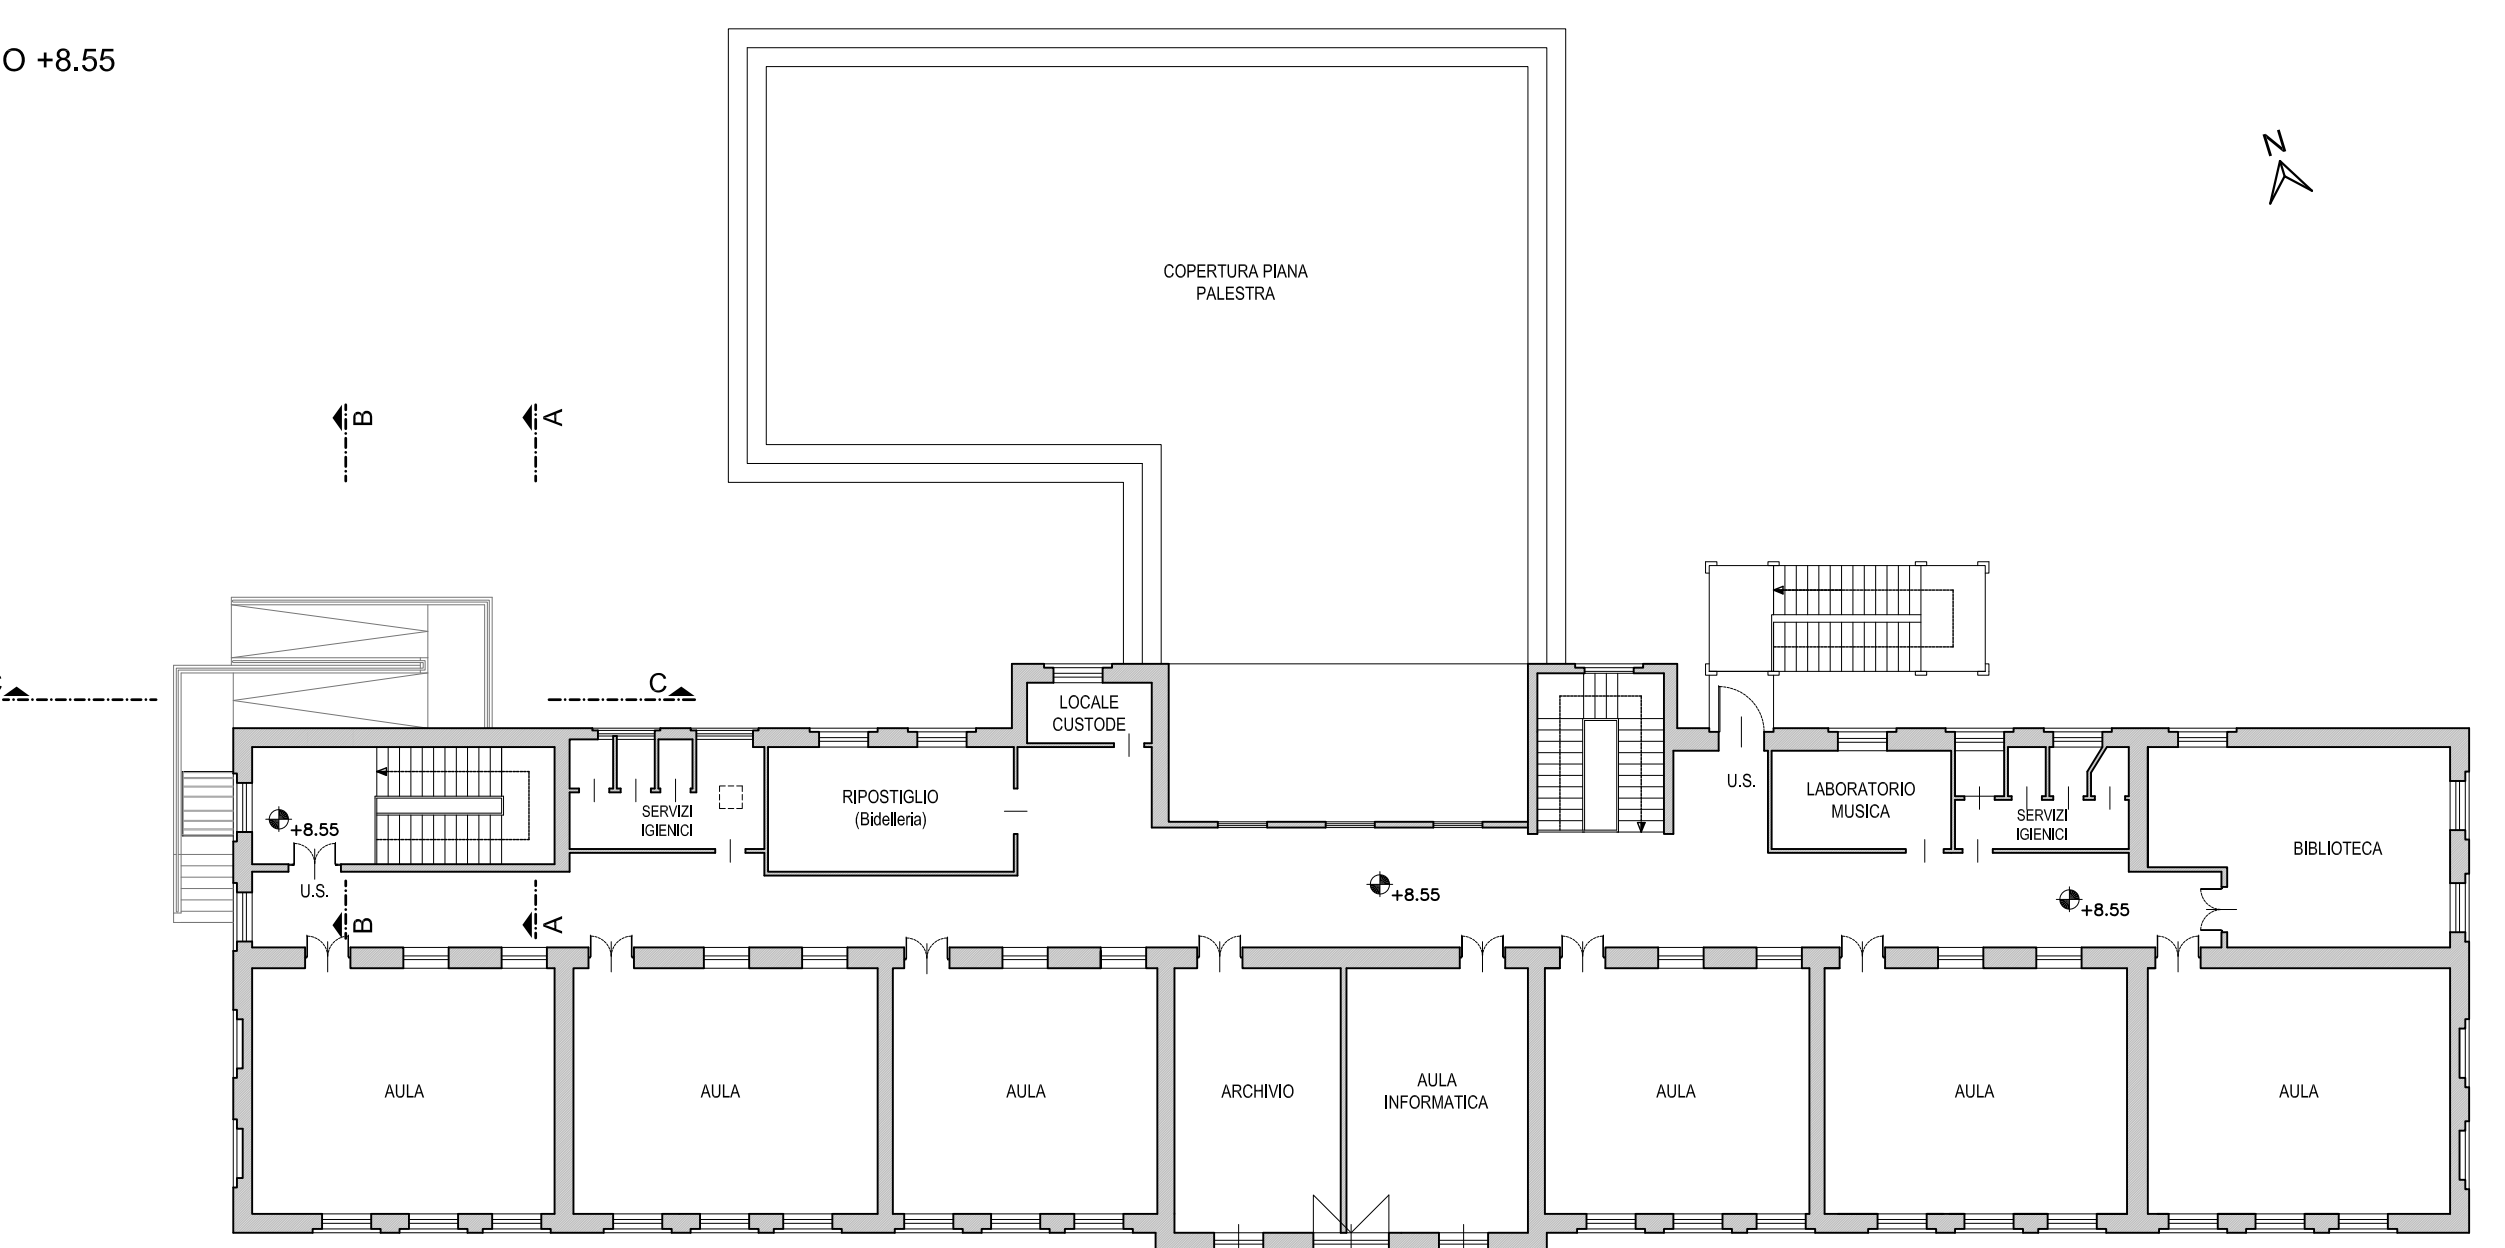 O +8.55
N
COPERTURA PIANA
PALESTRA
B
A
C
C
LOCALE
CUSTODE
U.S.
LABORATORIO
MUSICA
RIPOSTIGLIO
(Bidelleria)
SERVIZI
IGIENICI
SERVIZI
IGIENICI
+8.55
BIBLIOTECA
U.S.
+8.55
+8.55
B
A
AULA
AULA
AULA
ARCHIVIO
AULA
INFORMATICA
AULA
AULA
AULA